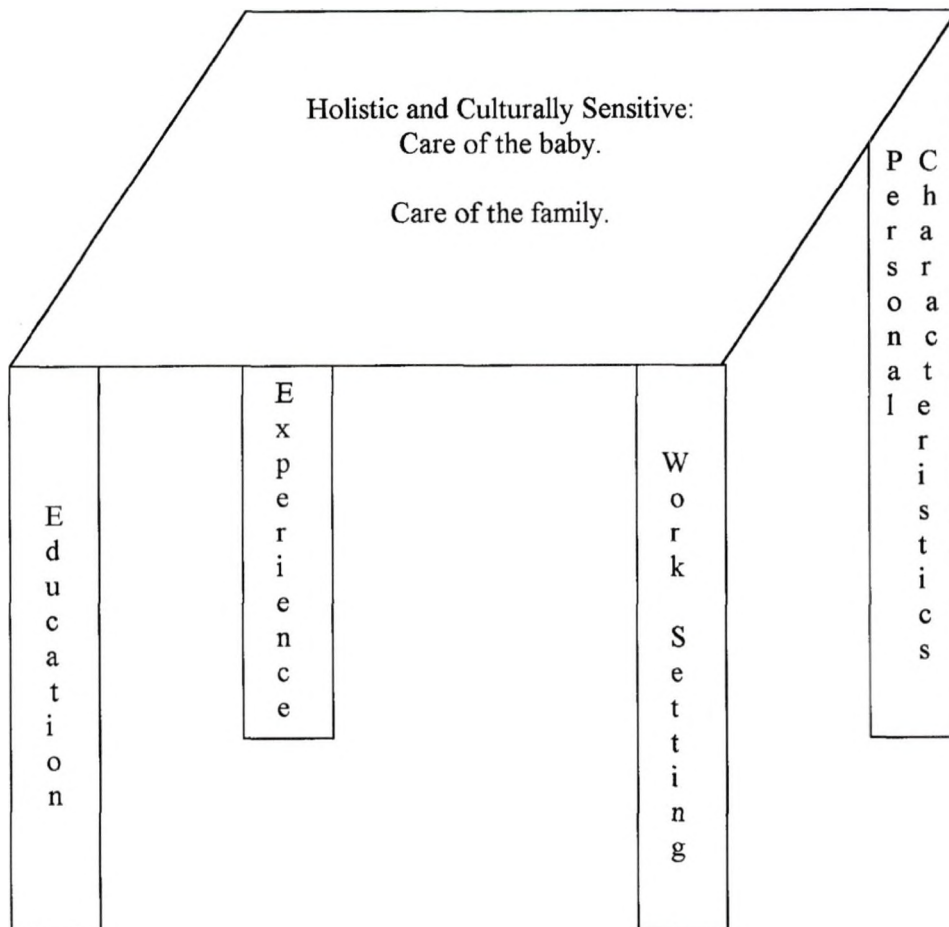 Holistic and Culturally Sensitive:
Care of the baby.
Care of the family.
Personal
Characteristics
Experience
Work Setting
Education